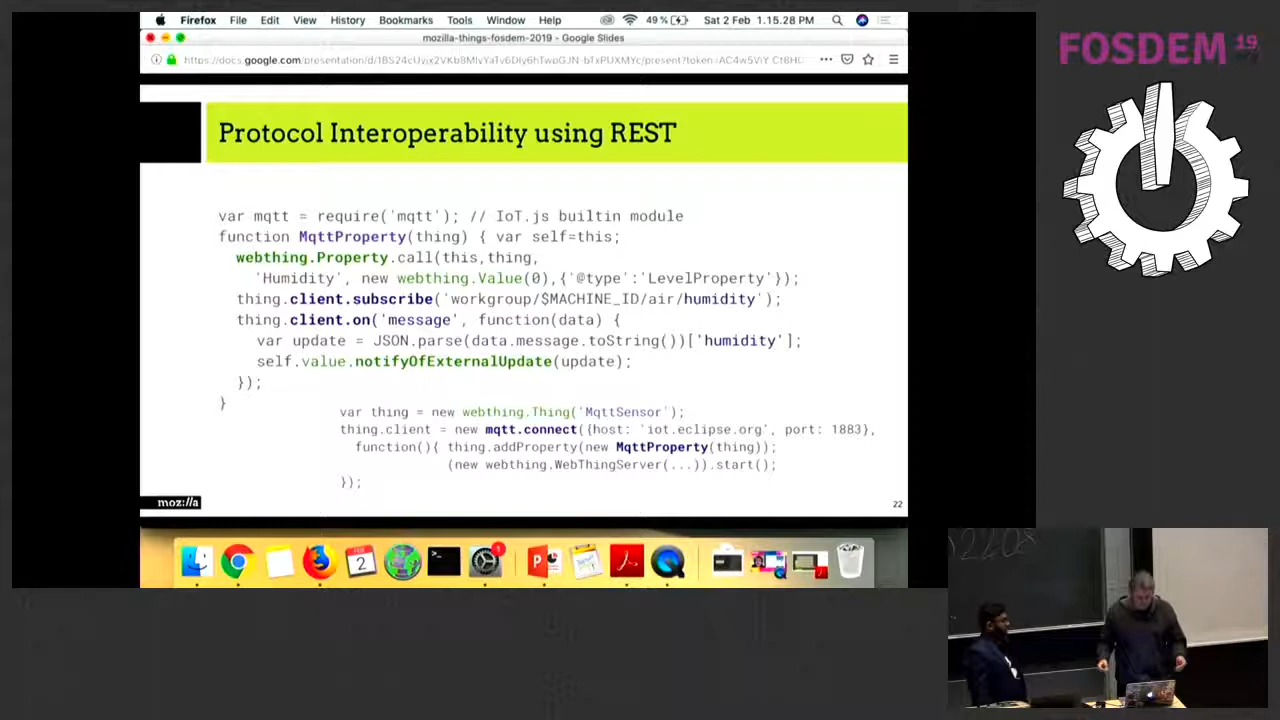 Firefox File Edit View History Bookmarks Tools Window Help 49% Sat 2 Feb 1.15.28 PM
mozilla-things-fosdem-2019 - Google Slides
Protocol Interoperability using REST
var mqtt = require('mqtt'); // IoT.js builtin module
function MqttProperty(thing) { var self=this;
webthing.Property.call(this,thing,
'Humidity', new webthing.Value(0),{'@type':'LevelProperty'});
thing.client.subscribe('workgroup/$MACHINE_ID/air/humidity');
thing.client.on('message', function(data) {
var update = JSON.parse(data.message.toString())['humidity'];
self.value.notifyOfExternalUpdate(update);
});
}
var thing = new webthing.Thing('MqttSensor');
thing.client = new mqtt.connect({host: 'iot.eclipse.org', port: 1883},
function(){ thing.addProperty(new MqttProperty(thing));
(new webthing.WebThingServer(...)).start();
});
moz://a
22
FEB
2
1
FOSDEM 19
2208